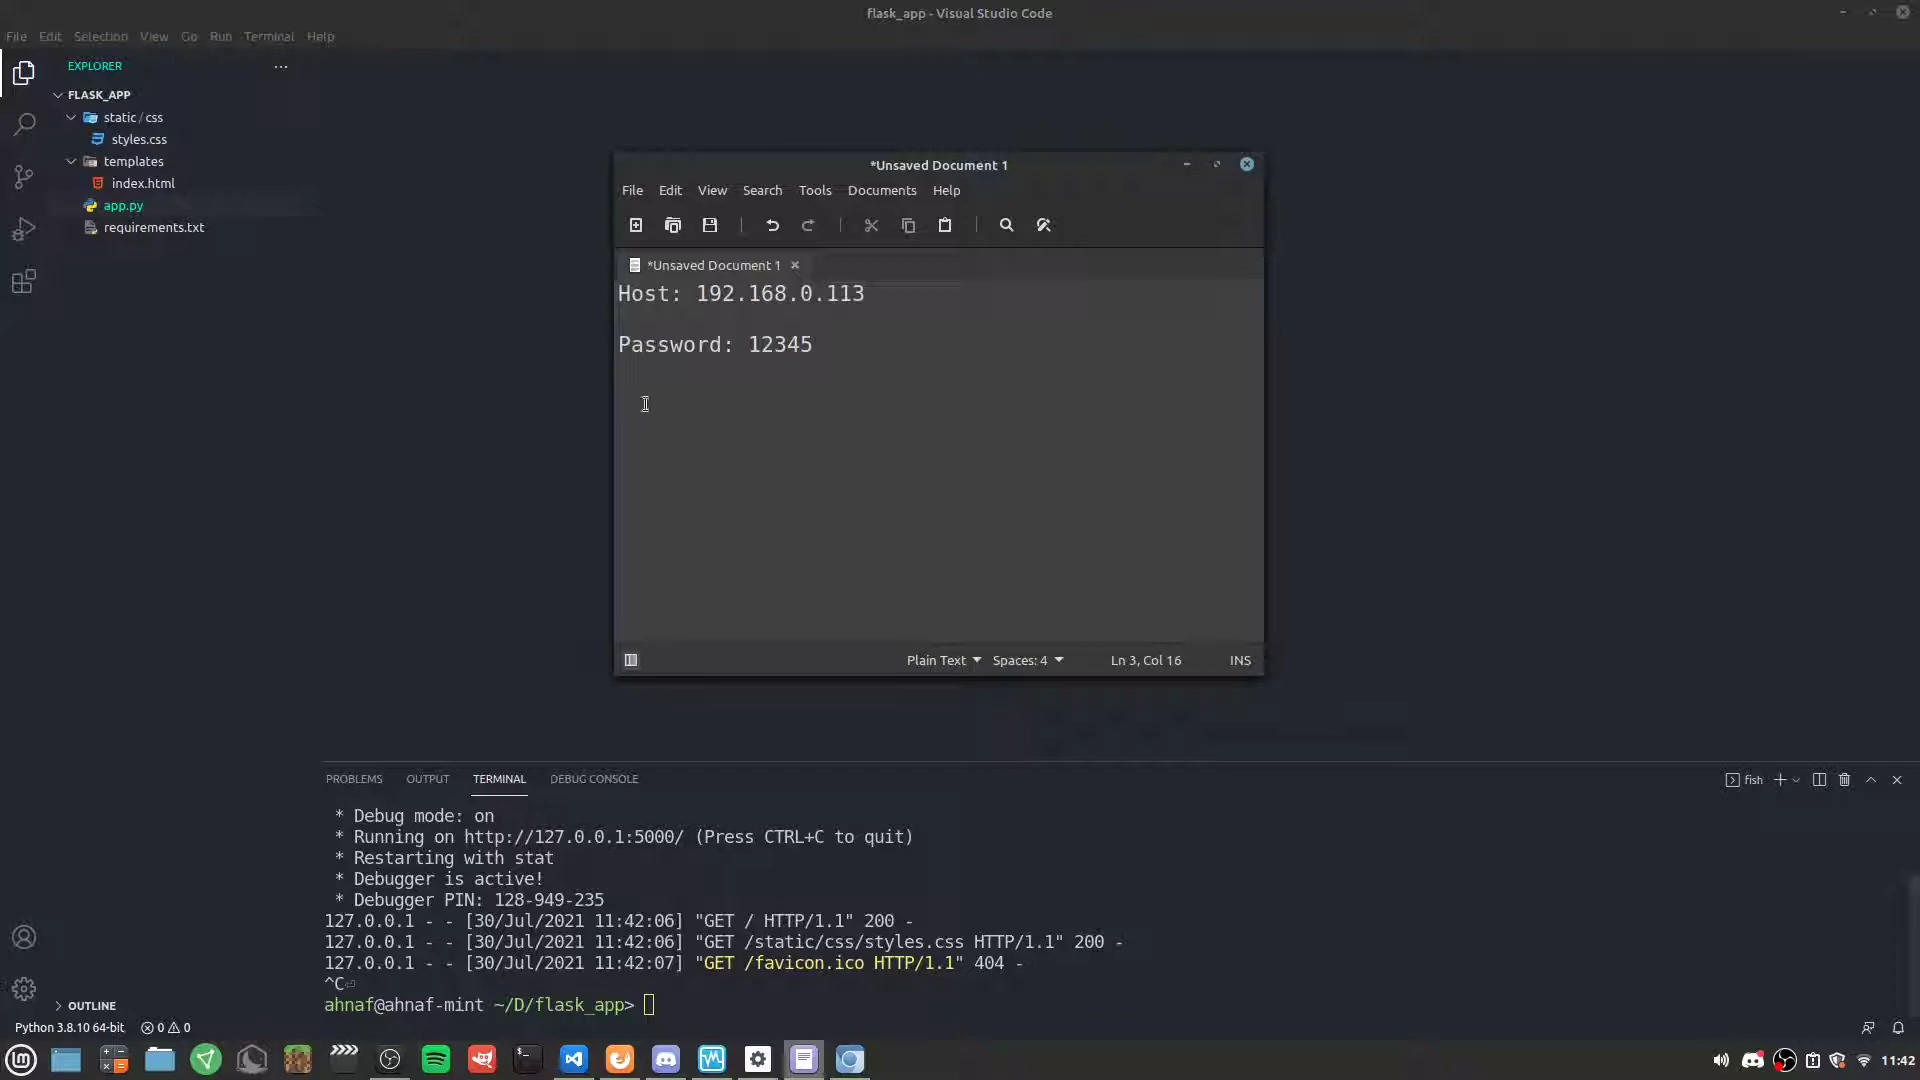 flask_app - Visual Studio Code
File Edit Selection View Go Run Terminal Help
EXPLORER
FLASK_APP
static / css
styles.css
templates
index.html
app.py
requirements.txt
*Unsaved Document 1
File Edit View Search Tools Documents Help
*Unsaved Document 1
Host: 192.168.0.113
Password: 12345
Plain Text Spaces: 4 Ln 3, Col 16 INS
PROBLEMS OUTPUT TERMINAL DEBUG CONSOLE fish
* Debug mode: on
* Running on http://127.0.0.1:5000/ (Press CTRL+C to quit)
* Restarting with stat
* Debugger is active!
* Debugger PIN: 128-949-235
127.0.0.1 - - [30/Jul/2021 11:42:06] "GET / HTTP/1.1" 200 -
127.0.0.1 - - [30/Jul/2021 11:42:06] "GET /static/css/styles.css HTTP/1.1" 200 -
127.0.0.1 - - [30/Jul/2021 11:42:07] "GET /favicon.ico HTTP/1.1" 404 -
^C⏎
ahnaf@ahnaf-mint ~/D/flask_app>
OUTLINE
Python 3.8.10 64-bit 0 0
11:42